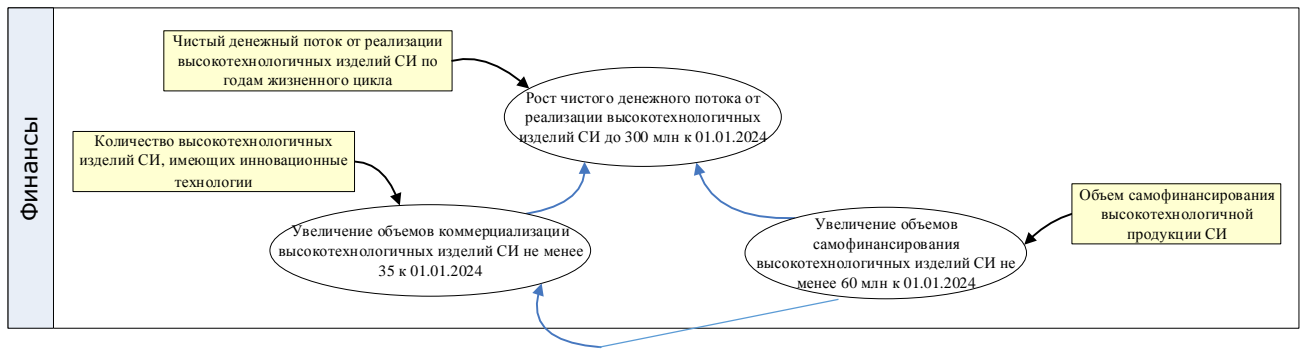 Финансы
Чистый денежный поток от реализации
высокотехнологичных изделий СИ по
годам жизненного цикла
Рост чистого денежного потока от
реализации высокотехнологичных
изделий СИ до 300 млн к 01.01.2024
Количество высокотехнологичных
изделий СИ, имеющих инновационные
технологии
Увеличение объемов коммерциализации
высокотехнологичных изделий СИ не менее
35 к 01.01.2024
Увеличение объемов
самофинансирования
высокотехнологичных изделий СИ не
менее 60 млн к 01.01.2024
Объем самофинансирования
высокотехнологичной
продукции СИ